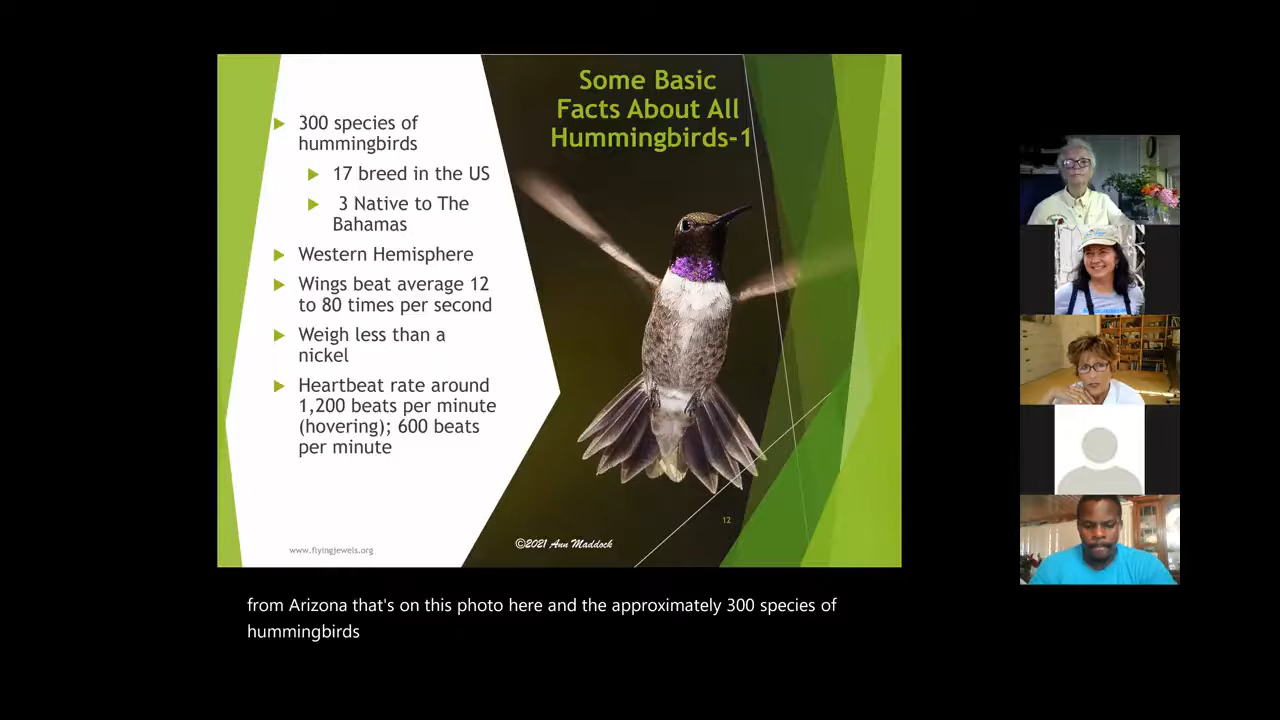 Some Basic
Facts About All
Hummingbirds-1
300 species of
hummingbirds
17 breed in the US
3 Native to The
Bahamas
Western Hemisphere
Wings beat average 12
to 80 times per second
Weigh less than a
nickel
Heartbeat rate around
1,200 beats per minute
(hovering); 600 beats
per minute
12
www.flyingjewels.org
©2021 Ann Maddock
from Arizona that's on this photo here and the approximately 300 species of
hummingbirds